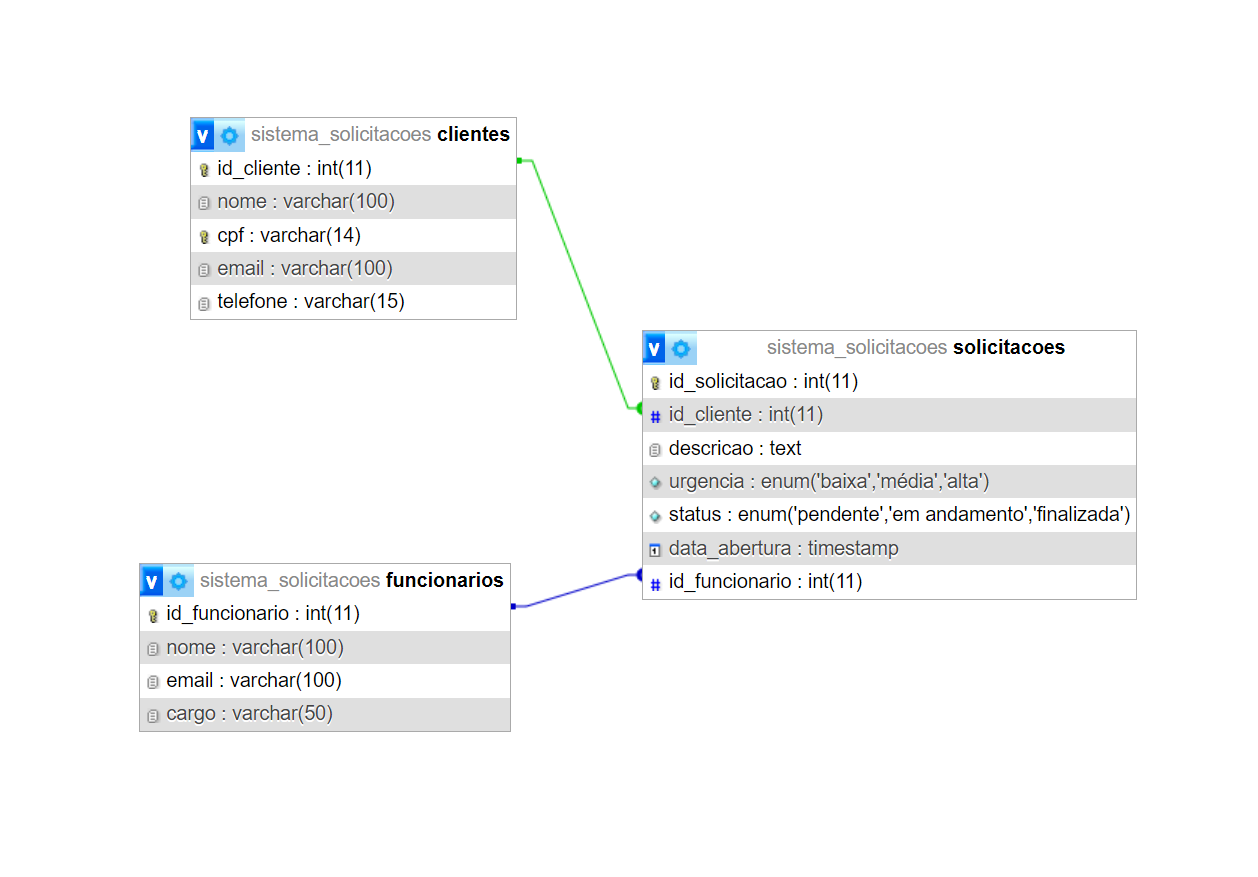 v sistema_solicitacoes clientes
id_cliente : int(11)
nome : varchar(100)
cpf : varchar(14)
email : varchar(100)
telefone : varchar(15)
v sistema_solicitacoes solicitacoes
id_solicitacao : int(11)
# id_cliente : int(11)
descricao : text
urgencia : enum('baixa','média','alta')
status : enum('pendente','em andamento','finalizada')
data_abertura : timestamp
# id_funcionario : int(11)
v sistema_solicitacoes funcionarios
id_funcionario : int(11)
nome : varchar(100)
email : varchar(100)
cargo : varchar(50)